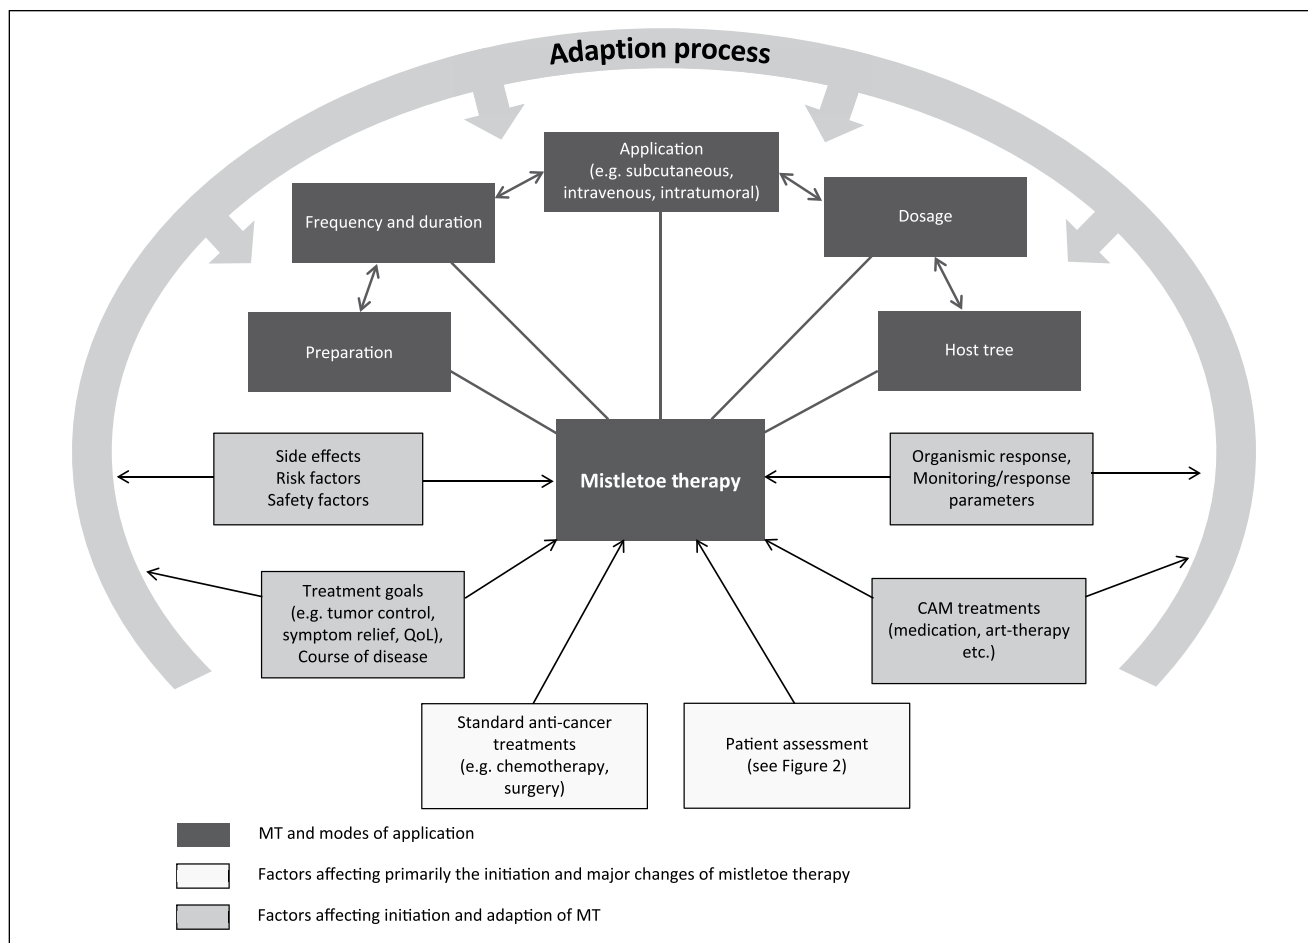 Adaption process
Application
(e.g. subcutaneous,
intravenous, intratumoral)
Frequency and duration
Dosage
Preparation
Host tree
Mistletoe therapy
Side effects
Risk factors
Safety factors
Organismic response,
Monitoring/response
parameters
Treatment goals
(e.g. tumor control,
symptom relief, QoL),
Course of disease
CAM treatments
(medication, art-therapy
etc.)
Standard anti-cancer
treatments
(e.g. chemotherapy,
surgery)
Patient assessment
(see Figure 2)
MT and modes of application
Factors affecting primarily the initiation and major changes of mistletoe therapy
Factors affecting initiation and adaption of MT